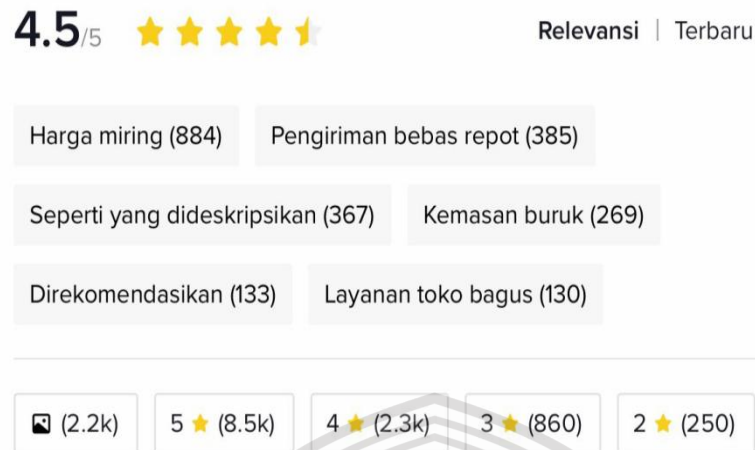 4.5/5 Relevansi | Terbaru
Harga miring (884) Pengiriman bebas repot (385)
Seperti yang dideskripsikan (367) Kemasan buruk (269)
Direkomendasikan (133) Layanan toko bagus (130)
(2.2k) 5 ★ (8.5k) 4 ★ (2.3k) 3 ★ (860) 2 ★ (250)